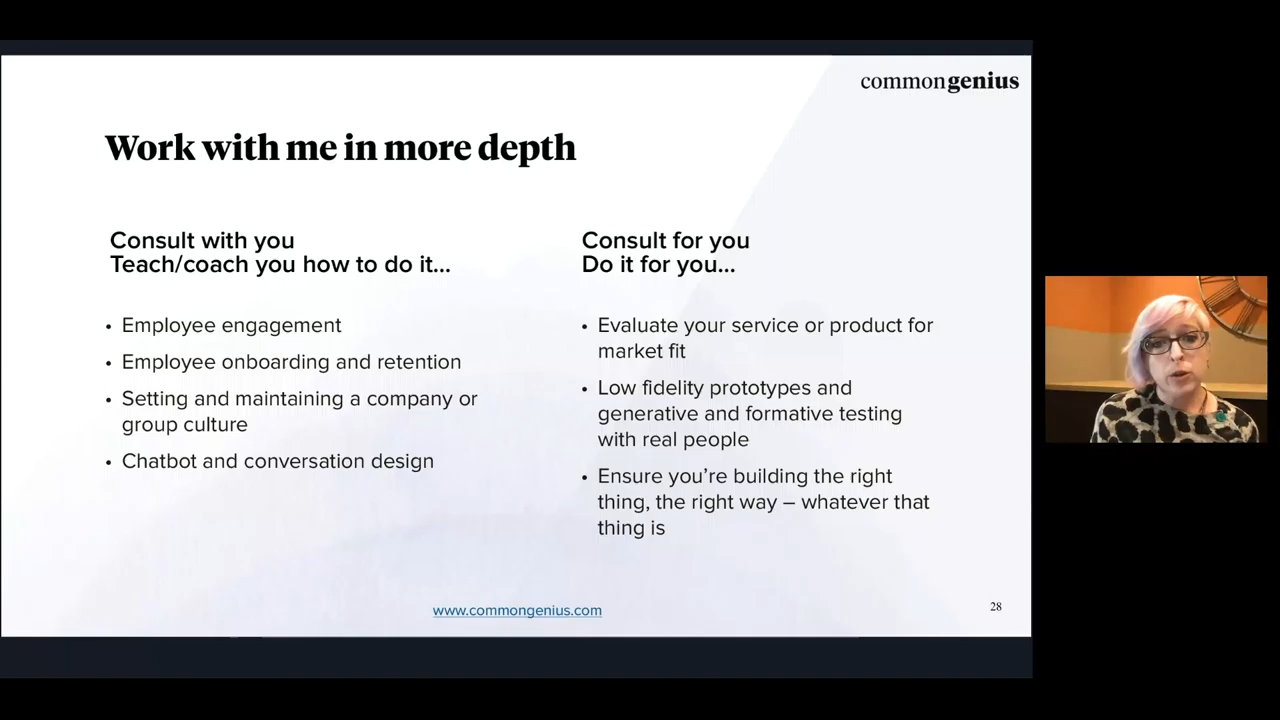 commongenius
Work with me in more depth
Consult with you
Teach/coach you how to do it...
Employee engagement
Employee onboarding and retention
Setting and maintaining a company or
group culture
Chatbot and conversation design
Consult for you
Do it for you...
Evaluate your service or product for
market fit
Low fidelity prototypes and
generative and formative testing
with real people
Ensure you’re building the right
thing, the right way – whatever that
thing is
www.commongenius.com
28